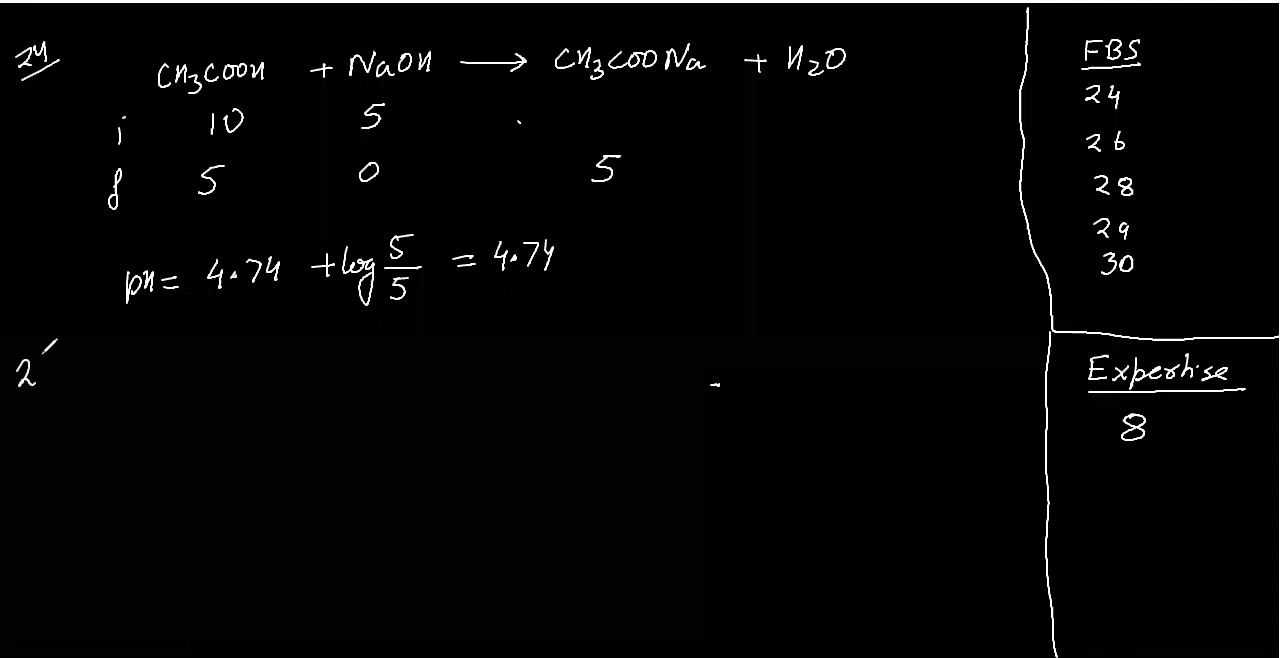 24
CH3COOH + NaOH → CH3COONa + H2O
i 10 5
f 5 0 5
pH = 4.74 + log 5/5 = 4.74
2
FBS
24
26
28
29
30
Expertise
8